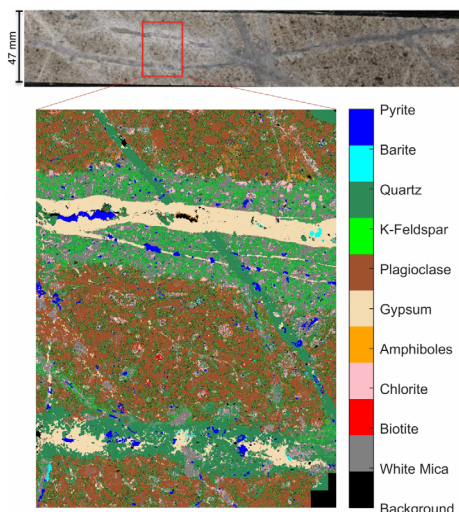 47 mm
Pyrite
Barite
Quartz
K-Feldspar
Plagioclase
Gypsum
Amphiboles
Chlorite
Biotite
White Mica
Background